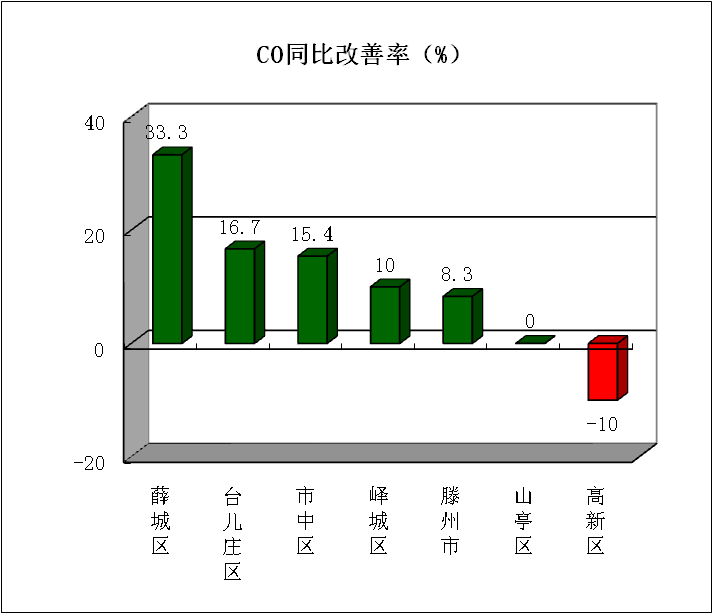 CO同比改善率（%）
40
20
0
-20
33.3
16.7
15.4
10
8.3
0
-10
薛城区
台儿庄区
市中区
峄城区
滕州市
山亭区
高新区